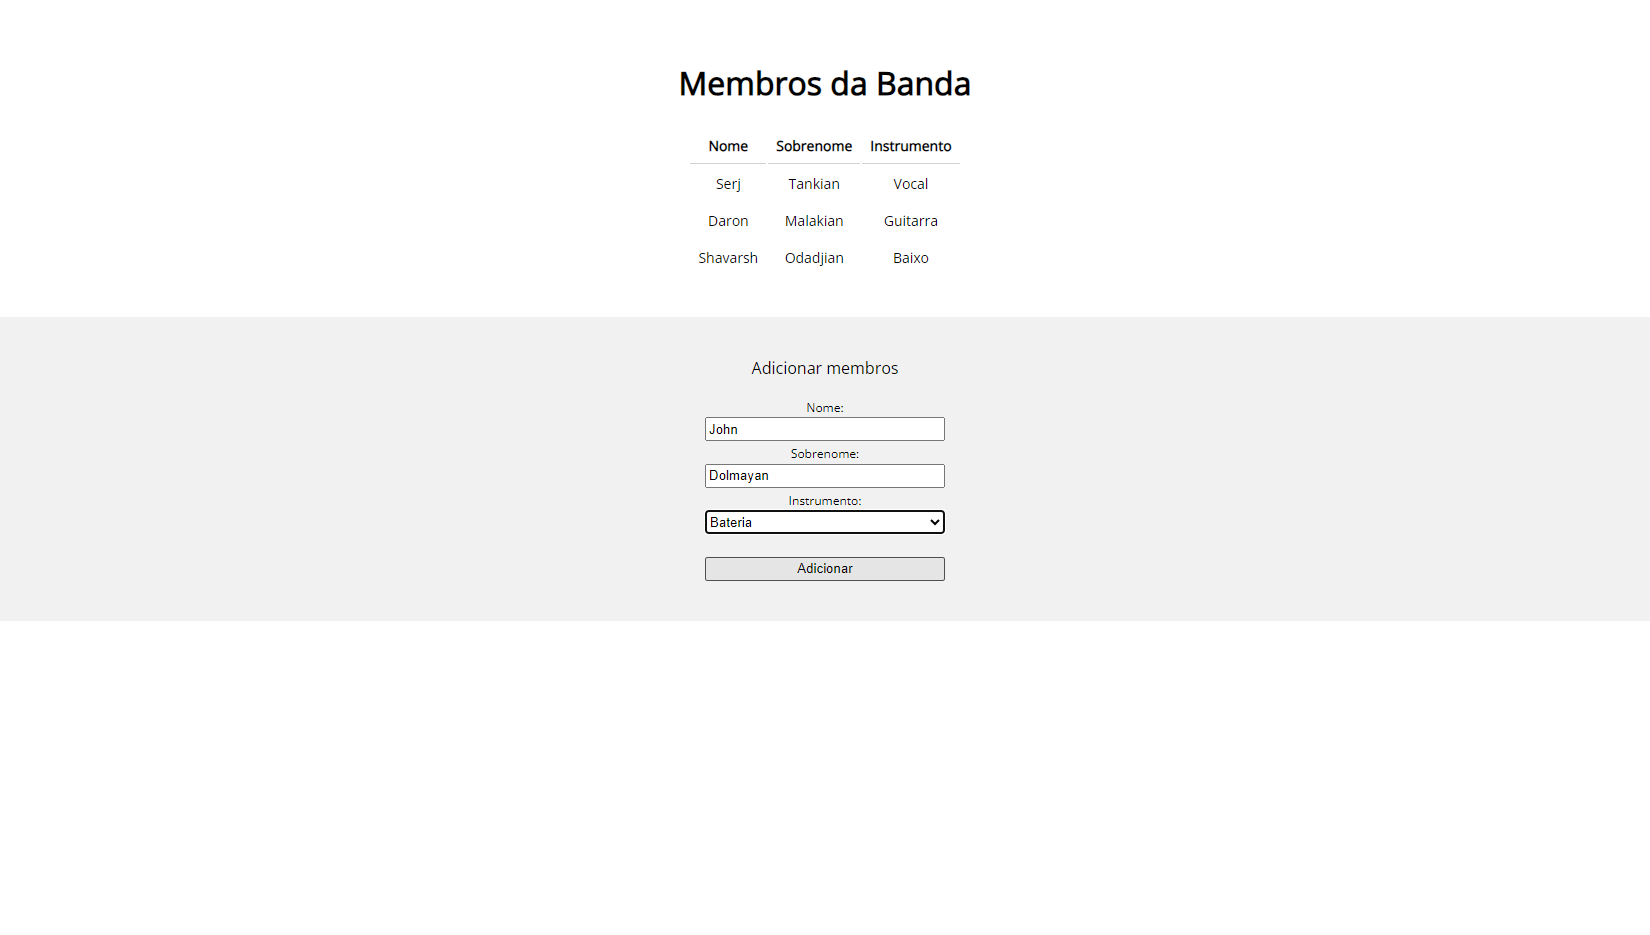 Membros da Banda
Nome Sobrenome Instrumento
Serj Tankian Vocal
Daron Malakian Guitarra
Shavarsh Odadjian Baixo
Adicionar membros
Nome:
John
Sobrenome:
Dolmayan
Instrumento:
Bateria
Adicionar